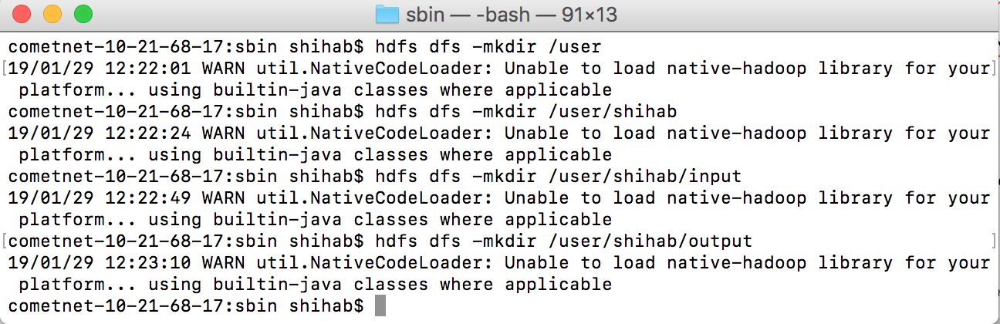 sbin — -bash — 91×13
cometnet-10-21-68-17:sbin shihab$ hdfs dfs -mkdir /user
[19/01/29 12:22:01 WARN util.NativeCodeLoader: Unable to load native-hadoop library for your]
 platform... using builtin-java classes where applicable
cometnet-10-21-68-17:sbin shihab$ hdfs dfs -mkdir /user/shihab
19/01/29 12:22:24 WARN util.NativeCodeLoader: Unable to load native-hadoop library for your
 platform... using builtin-java classes where applicable
cometnet-10-21-68-17:sbin shihab$ hdfs dfs -mkdir /user/shihab/input
19/01/29 12:22:49 WARN util.NativeCodeLoader: Unable to load native-hadoop library for your
 platform... using builtin-java classes where applicable
[cometnet-10-21-68-17:sbin shihab$ hdfs dfs -mkdir /user/shihab/output ]
19/01/29 12:23:10 WARN util.NativeCodeLoader: Unable to load native-hadoop library for your
 platform... using builtin-java classes where applicable
cometnet-10-21-68-17:sbin shihab$